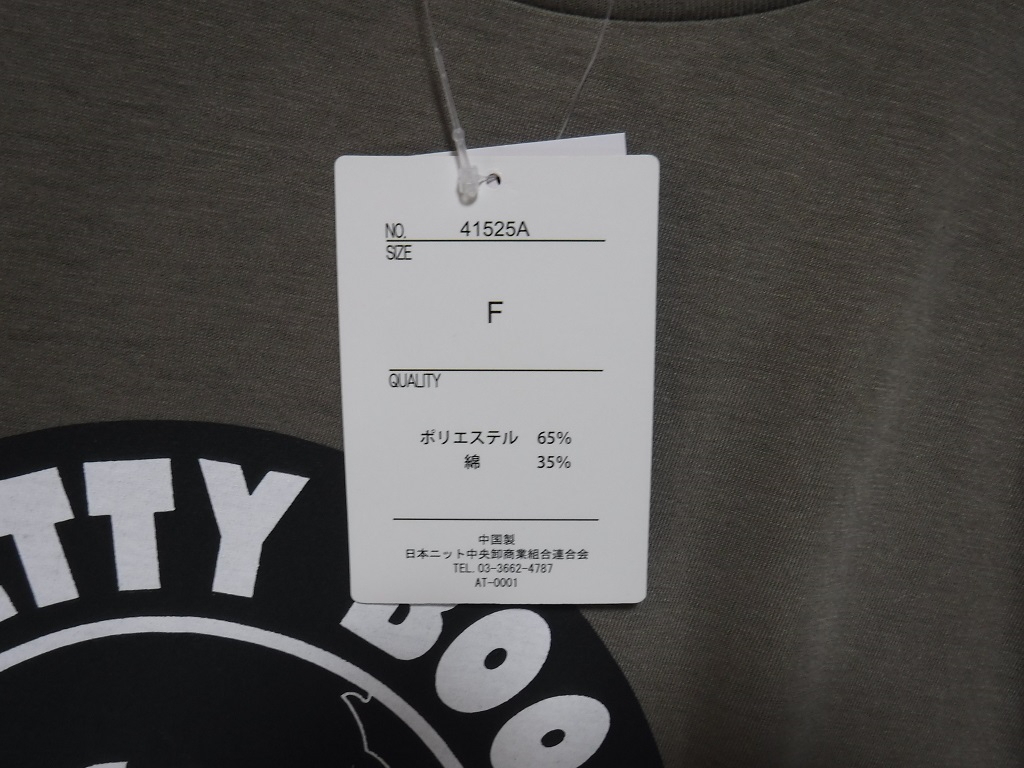 NO. 41525A
SIZE
F
QUALITY
ポリエステル 65%
綿 35%
中国製
日本ニット中央卸商業組合連合会
TEL. 03-3662-4787
AT-0001
TTY BOO